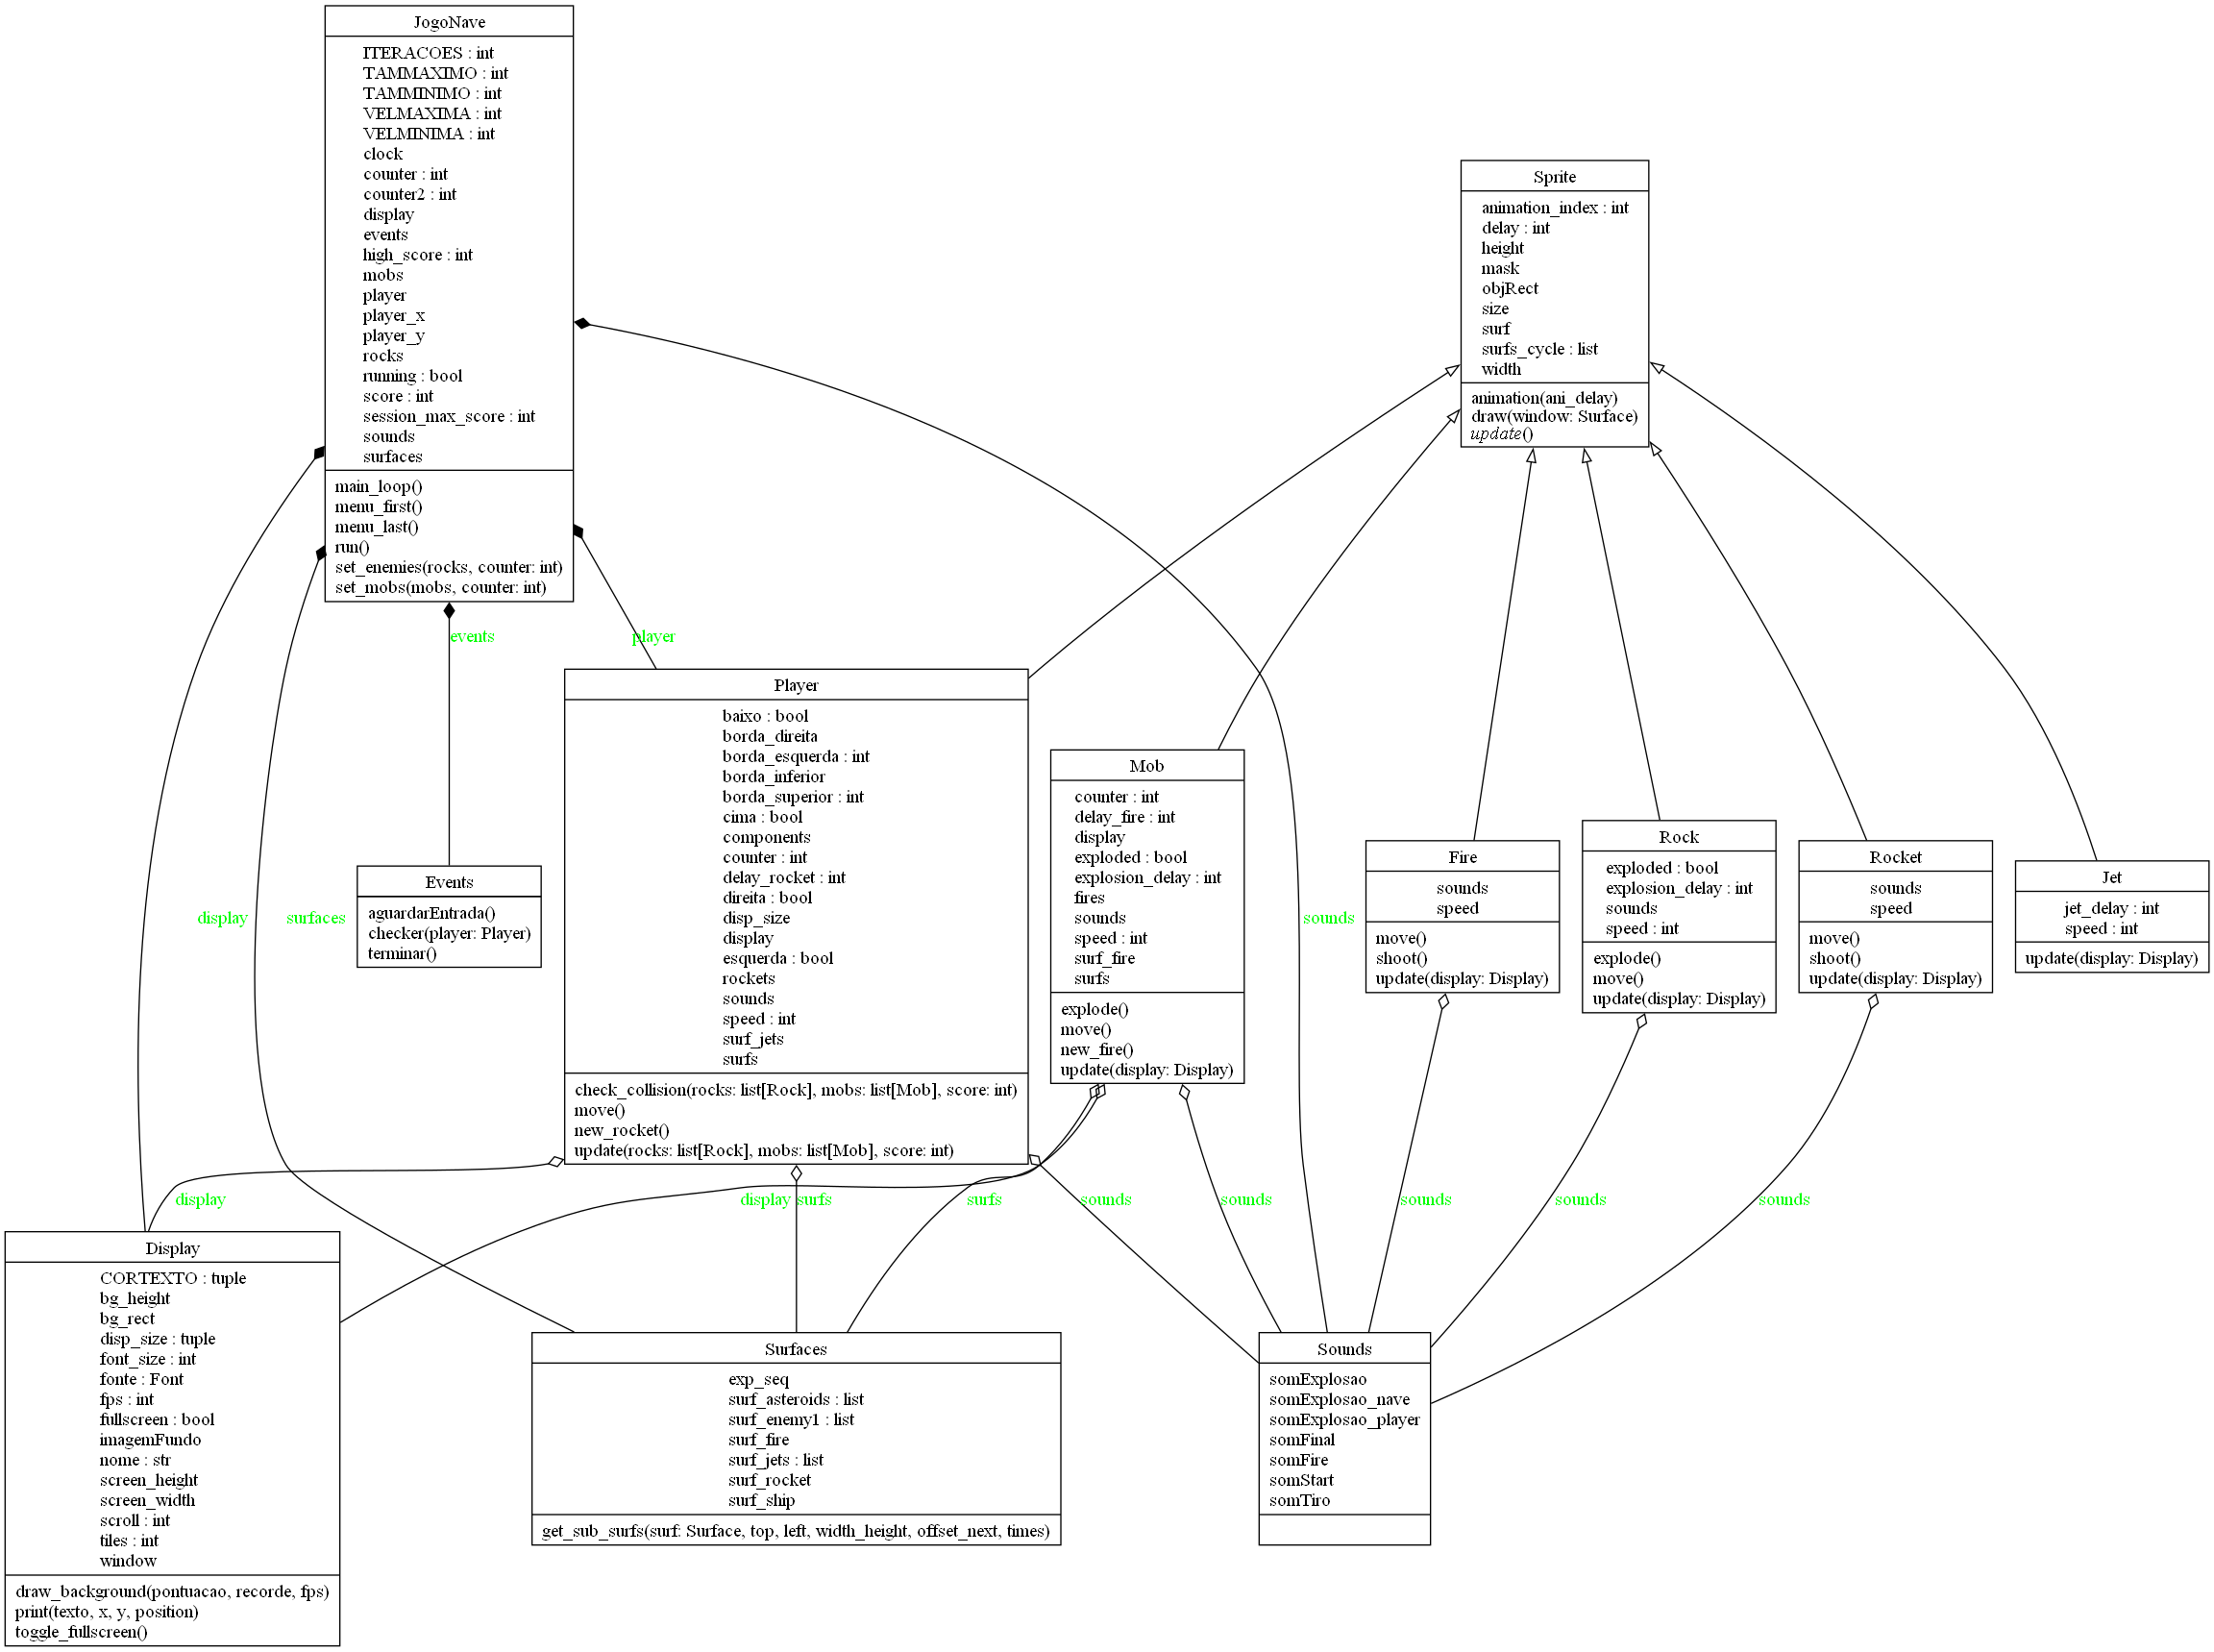 JogoNave
ITERACOES : int
TAMMAXIMO : int
TAMMINIMO : int
VELMAXIMA : int
VELMINIMA : int
clock
counter : int
counter2 : int
display
events
high_score : int
mobs
player
player_x
player_y
rocks
running : bool
score : int
session_max_score : int
sounds
surfaces
main_loop()
menu_first()
menu_last()
run()
set_enemies(rocks, counter: int)
set_mobs(mobs, counter: int)
Sprite
animation_index : int
delay : int
height
mask
objRect
size
surf
surfs_cycle : list
width
animation(ani_delay)
draw(window: Surface)
update()
events
player
Player
baixo : bool
borda_direita
borda_esquerda : int
borda_inferior
borda_superior : int
cima : bool
components
counter : int
delay_rocket : int
direita : bool
disp_size
display
esquerda : bool
rockets
sounds
speed : int
surf_jets
surfs
check_collision(rocks: list[Rock], mobs: list[Mob], score: int)
move()
new_rocket()
update(rocks: list[Rock], mobs: list[Mob], score: int)
Mob
counter : int
delay_fire : int
display
exploded : bool
explosion_delay : int
fires
sounds
speed : int
surf_fire
surfs
explode()
move()
new_fire()
update(display: Display)
Fire
sounds
speed
move()
shoot()
update(display: Display)
Rock
exploded : bool
explosion_delay : int
sounds
speed : int
explode()
move()
update(display: Display)
Rocket
sounds
speed
move()
shoot()
update(display: Display)
Jet
jet_delay : int
speed : int
update(display: Display)
display
surfaces
Events
aguardarEntrada()
checker(player: Player)
terminar()
sounds
display
display
surfs
surfs
sounds
sounds
sounds
sounds
sounds
Display
CORTEXTO : tuple
bg_height
bg_rect
disp_size : tuple
font_size : int
fonte : Font
fps : int
fullscreen : bool
imagemFundo
nome : str
screen_height
screen_width
scroll : int
tiles : int
window
draw_background(pontuacao, recorde, fps)
print(texto, x, y, position)
toggle_fullscreen()
Surfaces
exp_seq
surf_asteroids : list
surf_enemy1 : list
surf_fire
surf_jets : list
surf_rocket
surf_ship
get_sub_surfs(surf: Surface, top, left, width_height, offset_next, times)
Sounds
somExplosao
somExplosao_nave
somExplosao_player
somFinal
somFire
somStart
somTiro